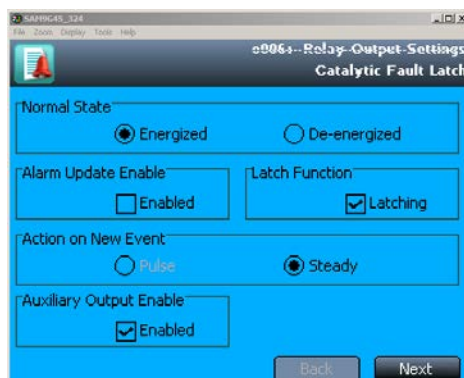 SAM9G45_324
File Zoom Display Tools Help
Relay Output Settings
Catalytic Fault Latch
Normal State
Energized De-energized
Alarm Update Enable Latch Function
Enabled Latching
Action on New Event
Pulse Steady
Auxiliary Output Enable
Enabled
Back Next